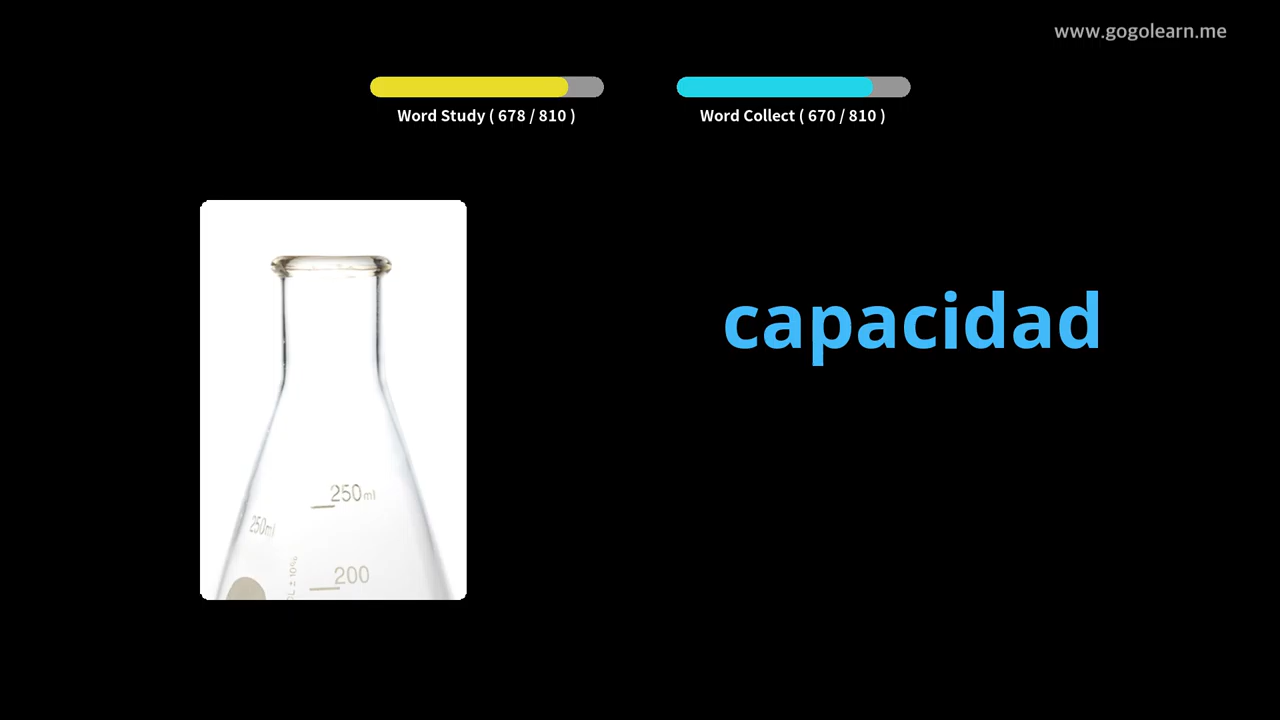 www.gogolearn.me
Word Study ( 678 / 810 )
Word Collect ( 670 / 810 )
capacidad
250ml
250ml
200